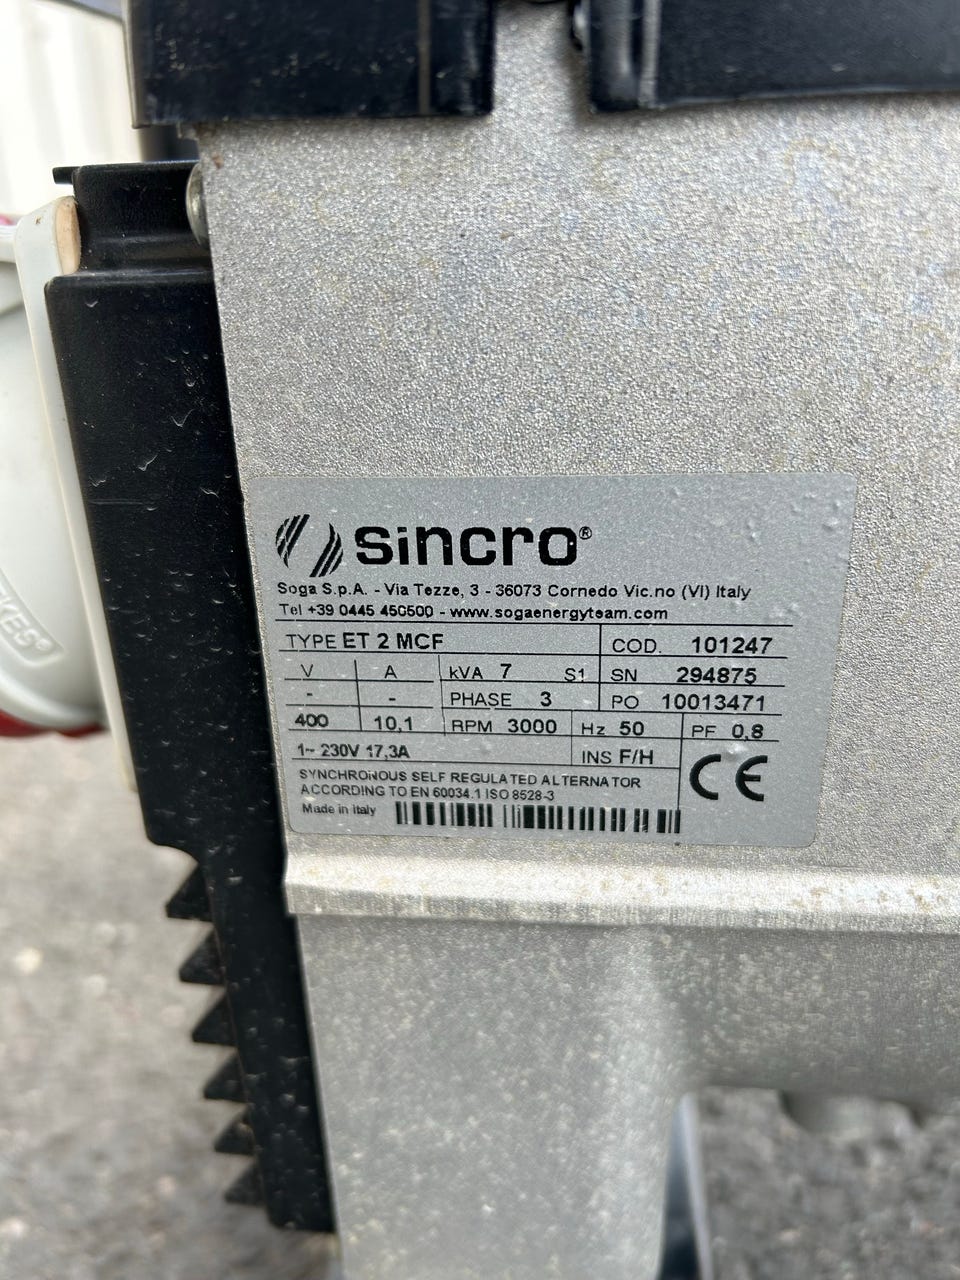 sincro®
Soga S.p.A. - Via Tezze, 3 - 36073 Cornedo Vic.no (VI) Italy
Tel +39 0445 450500 - www.sogaenergyteam.com
TYPE ET 2 MCF COD. 101247
V A kVA 7 S1 SN 294875
- - PHASE 3 PO 10013471
400 10,1 RPM 3000 Hz 50 PF 0,8
1~ 230V 17,3A INS F/H CE
SYNCHRONOUS SELF REGULATED ALTERNATOR
ACCORDING TO EN 60034.1 ISO 8528-3
Made in Italy